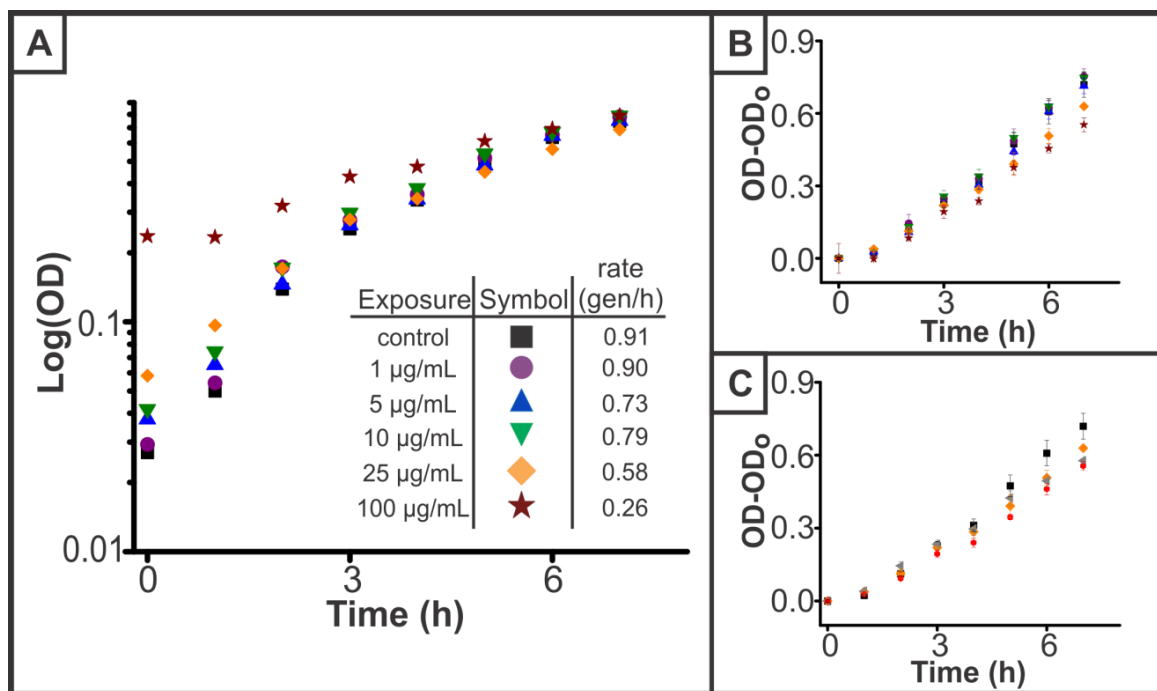 A
Log(OD)
0.1
0.01
0
3
6
Time (h)
Exposure Symbol rate (gen/h)
control 0.91
1 µg/mL 0.90
5 µg/mL 0.73
10 µg/mL 0.79
25 µg/mL 0.58
100 µg/mL 0.26
B
OD-ODo
0.9
0.6
0.3
0.0
0
3
6
Time (h)
C
OD-ODo
0.9
0.6
0.3
0.0
0
3
6
Time (h)